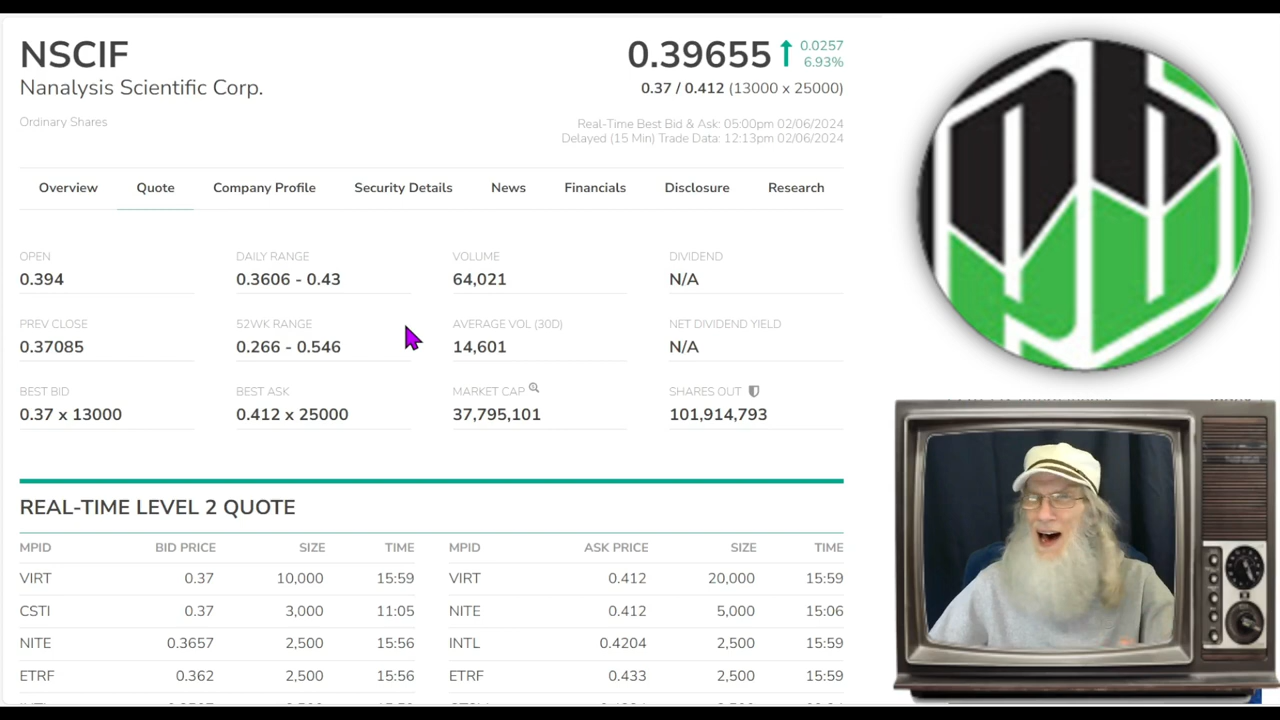 NSCIF
0.39655 0.0257
6.93%
Nanalysis Scientific Corp.
0.37 / 0.412 (13000 x 25000)
Ordinary Shares
Real-Time Best Bid & Ask: 05:00pm 02/06/2024
Delayed (15 Min) Trade Data: 12:13pm 02/06/2024
Overview Quote Company Profile Security Details News Financials Disclosure Research
OPEN DAILY RANGE VOLUME DIVIDEND
0.394 0.3606 - 0.43 64,021 N/A
PREV CLOSE 52WK RANGE AVERAGE VOL (30D) NET DIVIDEND YIELD
0.37085 0.266 - 0.546 14,601 N/A
BEST BID BEST ASK MARKET CAP SHARES OUT
0.37 x 13000 0.412 x 25000 37,795,101 101,914,793
REAL-TIME LEVEL 2 QUOTE
MPID BID PRICE SIZE TIME MPID ASK PRICE SIZE TIME
VIRT 0.37 10,000 15:59 VIRT 0.412 20,000 15:59
CSTI 0.37 3,000 11:05 NITE 0.412 5,000 15:06
NITE 0.3657 2,500 15:56 INTL 0.4204 2,500 15:59
ETRF 0.362 2,500 15:56 ETRF 0.433 2,500 15:59